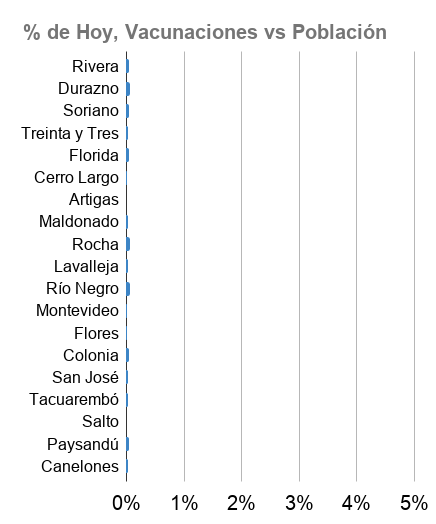 % de Hoy, Vacunaciones vs Población
Rivera
Durazno
Soriano
Treinta y Tres
Florida
Cerro Largo
Artigas
Maldonado
Rocha
Lavalleja
Río Negro
Montevideo
Flores
Colonia
San José
Tacuarembó
Salto
Paysandú
Canelones
0% 1% 2% 3% 4% 5%